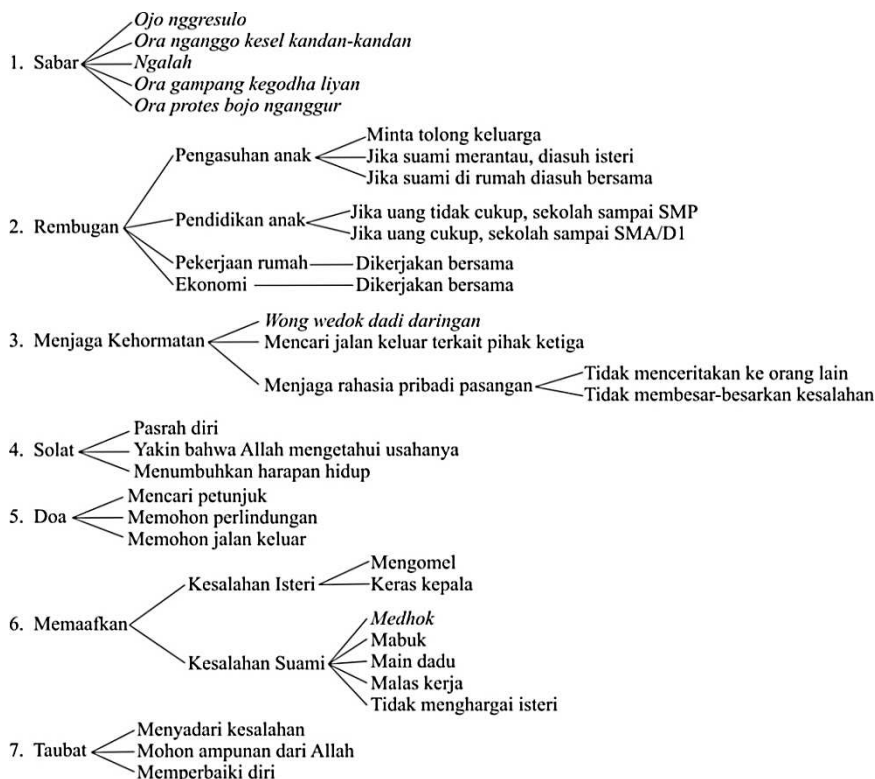 1. Sabar
Ojo nggresulo
Ora nganggo kesel kandan-kandan
Ngalah
Ora gampang kegodha liyan
Ora protes bojo nganggur
2. Rembugan
Pengasuhan anak
Minta tolong keluarga
Jika suami merantau, diasuh isteri
Jika suami di rumah diasuh bersama
Pendidikan anak
Jika uang tidak cukup, sekolah sampai SMP
Jika uang cukup, sekolah sampai SMA/D1
Pekerjaan rumah
Dikerjakan bersama
Ekonomi
Dikerjakan bersama
3. Menjaga Kehormatan
Wong wedok dadi daringan
Mencari jalan keluar terkait pihak ketiga
Menjaga rahasia pribadi pasangan
Tidak menceritakan ke orang lain
Tidak membesar-besarkan kesalahan
4. Solat
Pasrah diri
Yakin bahwa Allah mengetahui usahanya
Menumbuhkan harapan hidup
5. Doa
Mencari petunjuk
Memohon perlindungan
Memohon jalan keluar
6. Memaafkan
Kesalahan Isteri
Mengomel
Keras kepala
Kesalahan Suami
Medhok
Mabuk
Main dadu
Malas kerja
Tidak menghargai isteri
7. Taubat
Menyadari kesalahan
Mohon ampunan dari Allah
Memperbaiki diri